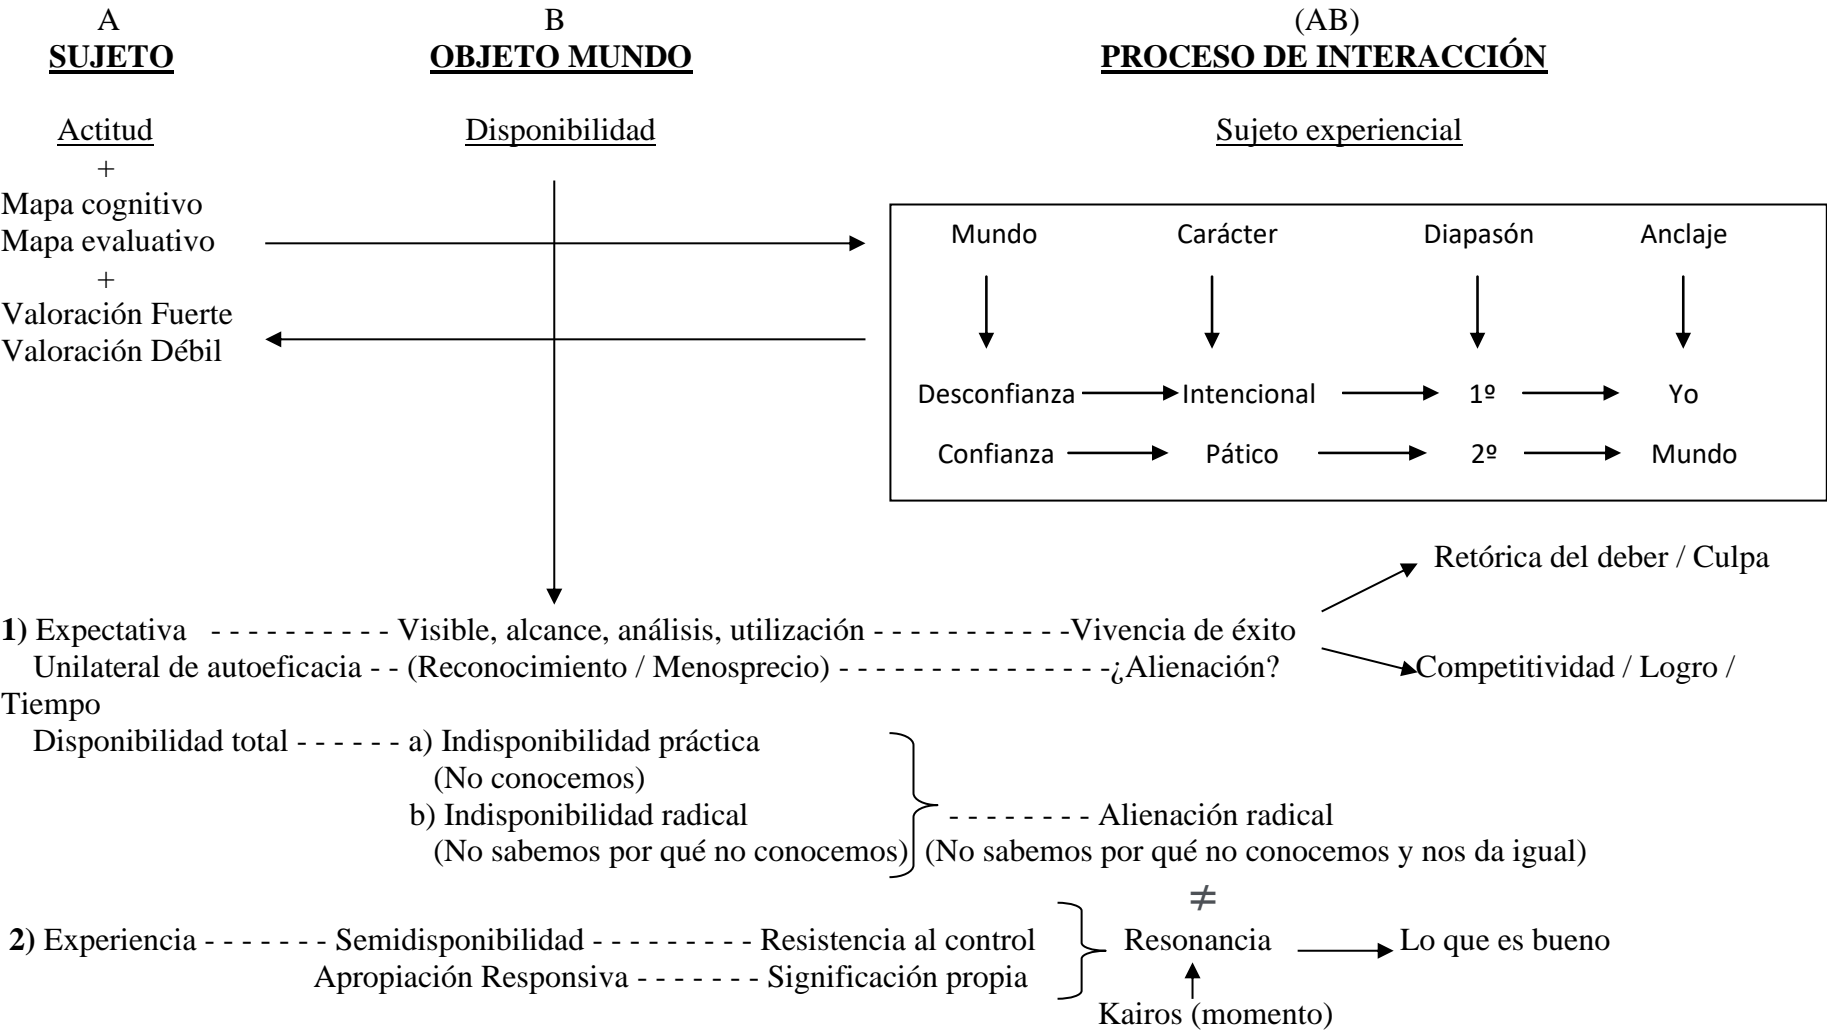 A B (AB)
SUJETO OBJETO MUNDO PROCESO DE INTERACCIÓN
Actitud Disponibilidad Sujeto experiencial
+
Mapa cognitivo
Mapa evaluativo
+
Valoración Fuerte
Valoración Débil
Mundo Carácter Diapasón Anclaje
Desconfianza Intencional 1º Yo
Confianza Pático 2º Mundo
Retórica del deber / Culpa
1) Expectativa - - - - - - - - - - Visible, alcance, análisis, utilización - - - - - - - - - - -Vivencia de éxito
Unilateral de autoeficacia - - (Reconocimiento / Menosprecio) - - - - - - - - - - - - - - -¿Alienación? Competitividad / Logro /
Tiempo
Disponibilidad total - - - - - - a) Indisponibilidad práctica
(No conocemos)
b) Indisponibilidad radical - - - - - - - - Alienación radical
(No sabemos por qué no conocemos) (No sabemos por qué no conocemos y nos da igual)
≠
2) Experiencia - - - - - - - Semidisponibilidad - - - - - - - - - Resistencia al control Resonancia Lo que es bueno
Apropiación Responsiva - - - - - - - Significación propia
Kairos (momento)